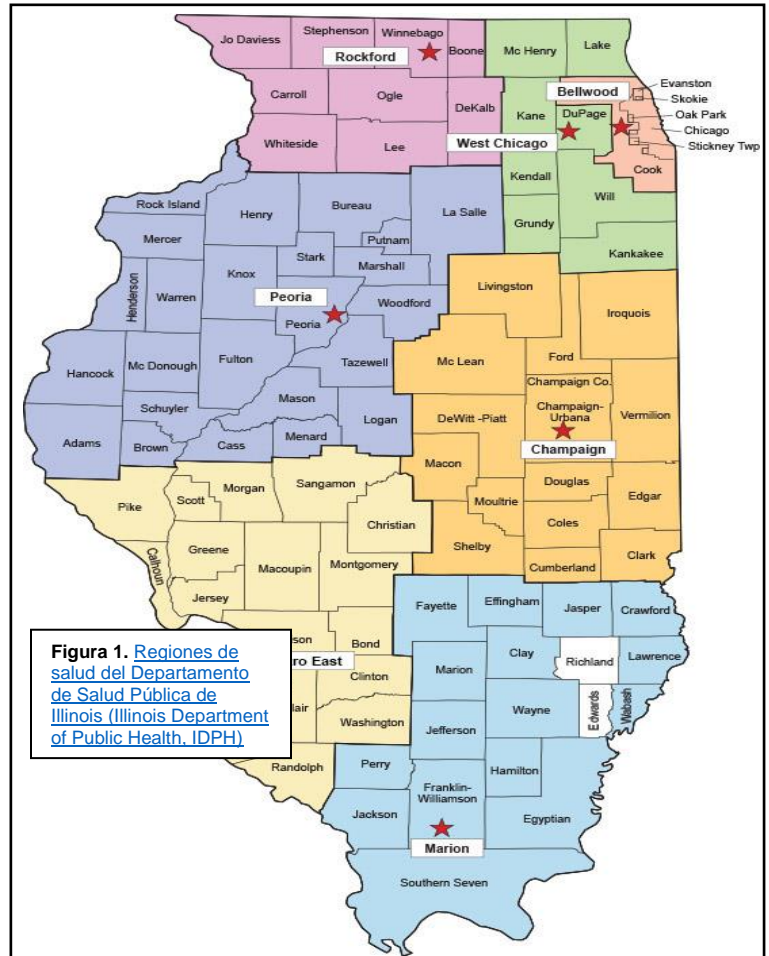 Jo Daviess
Stephenson
Winnebago
Boone
Mc Henry
Lake
Rockford
Carroll
Ogle
DeKalb
Whiteside
Lee
Bellwood
Evanston
Skokie
Oak Park
Chicago
Stickney Twp
Kane
DuPage
West Chicago
Cook
Kendall
Will
Grundy
Kankakee
Rock Island
Henry
Bureau
La Salle
Mercer
Putnam
Stark
Marshall
Knox
Henderson
Warren
Peoria
Woodford
Peoria
Hancock
Mc Donough
Fulton
Tazewell
Mason
Schuyler
Logan
Adams
Brown
Cass
Menard
Livingston
Iroquois
Mc Lean
Ford
Champaign Co.
DeWitt -Piatt
Champaign-
Urbana
Vermilion
Champaign
Macon
Douglas
Edgar
Moultrie
Coles
Shelby
Cumberland
Clark
Pike
Scott
Morgan
Sangamon
Christian
Calhoun
Greene
Macoupin
Montgomery
Jersey
son
Bond
ro East
Clinton
lair
Washington
Randolph
Figura 1. Regiones de
salud del Departamento
de Salud Pública de
Illinois (Illinois Department
of Public Health, IDPH)
Fayette
Effingham
Jasper
Crawford
Marion
Clay
Richland
Lawrence
Edwards
Wabash
Wayne
Jefferson
Perry
Hamilton
Franklin-
Williamson
Jackson
Egyptian
Marion
Southern Seven